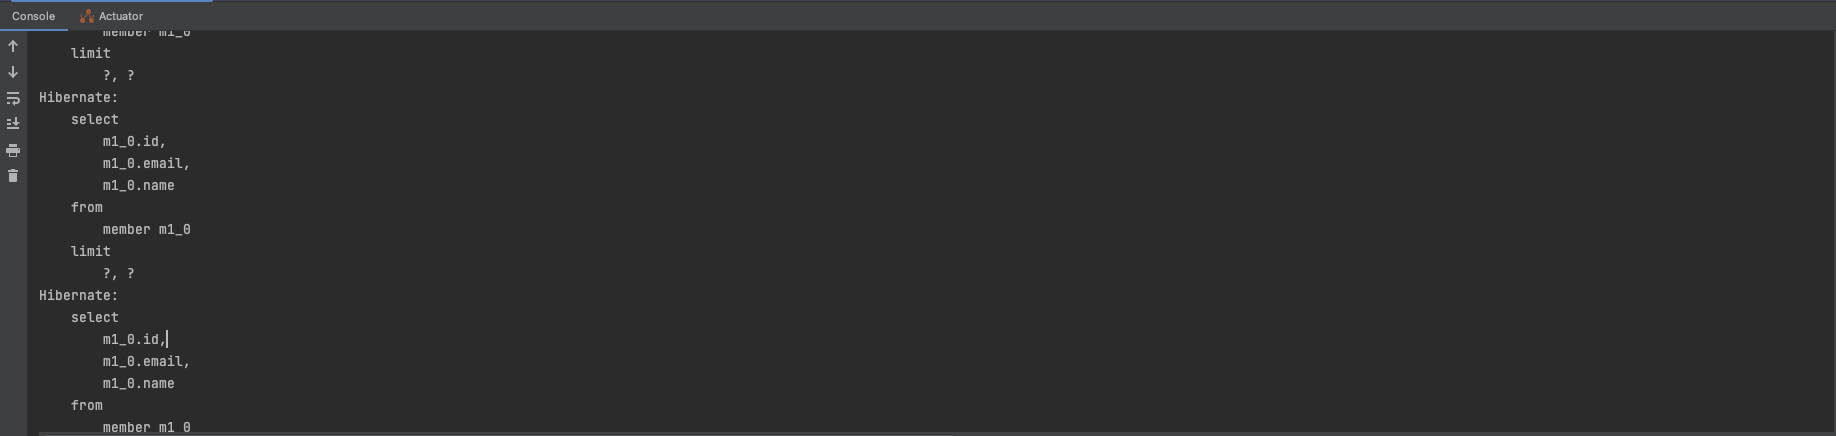 Console Actuator
member m1_0
limit
?, ?
Hibernate:
select
m1_0.id,
m1_0.email,
m1_0.name
from
member m1_0
limit
?, ?
Hibernate:
select
m1_0.id,
m1_0.email,
m1_0.name
from
member m1_0